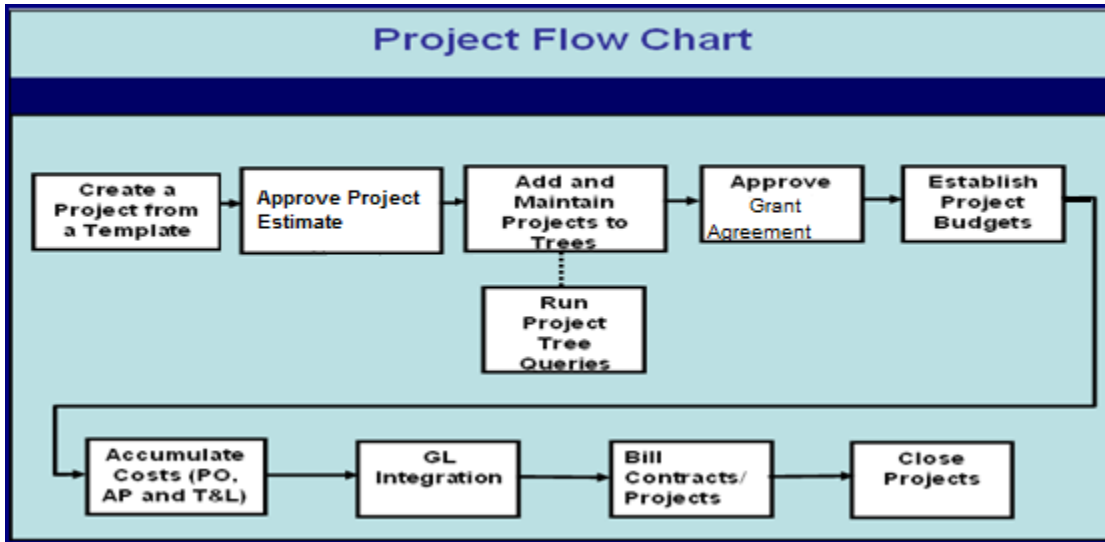 Project Flow Chart
Create a
Project from
a Template
Approve Project
Estimate
Add and
Maintain
Projects to
Trees
Approve
Grant
Agreement
Establish
Project
Budgets
Run
Project
Tree
Queries
Accumulate
Costs (PO,
AP and T&L)
GL
Integration
Bill
Contracts/
Projects
Close
Projects